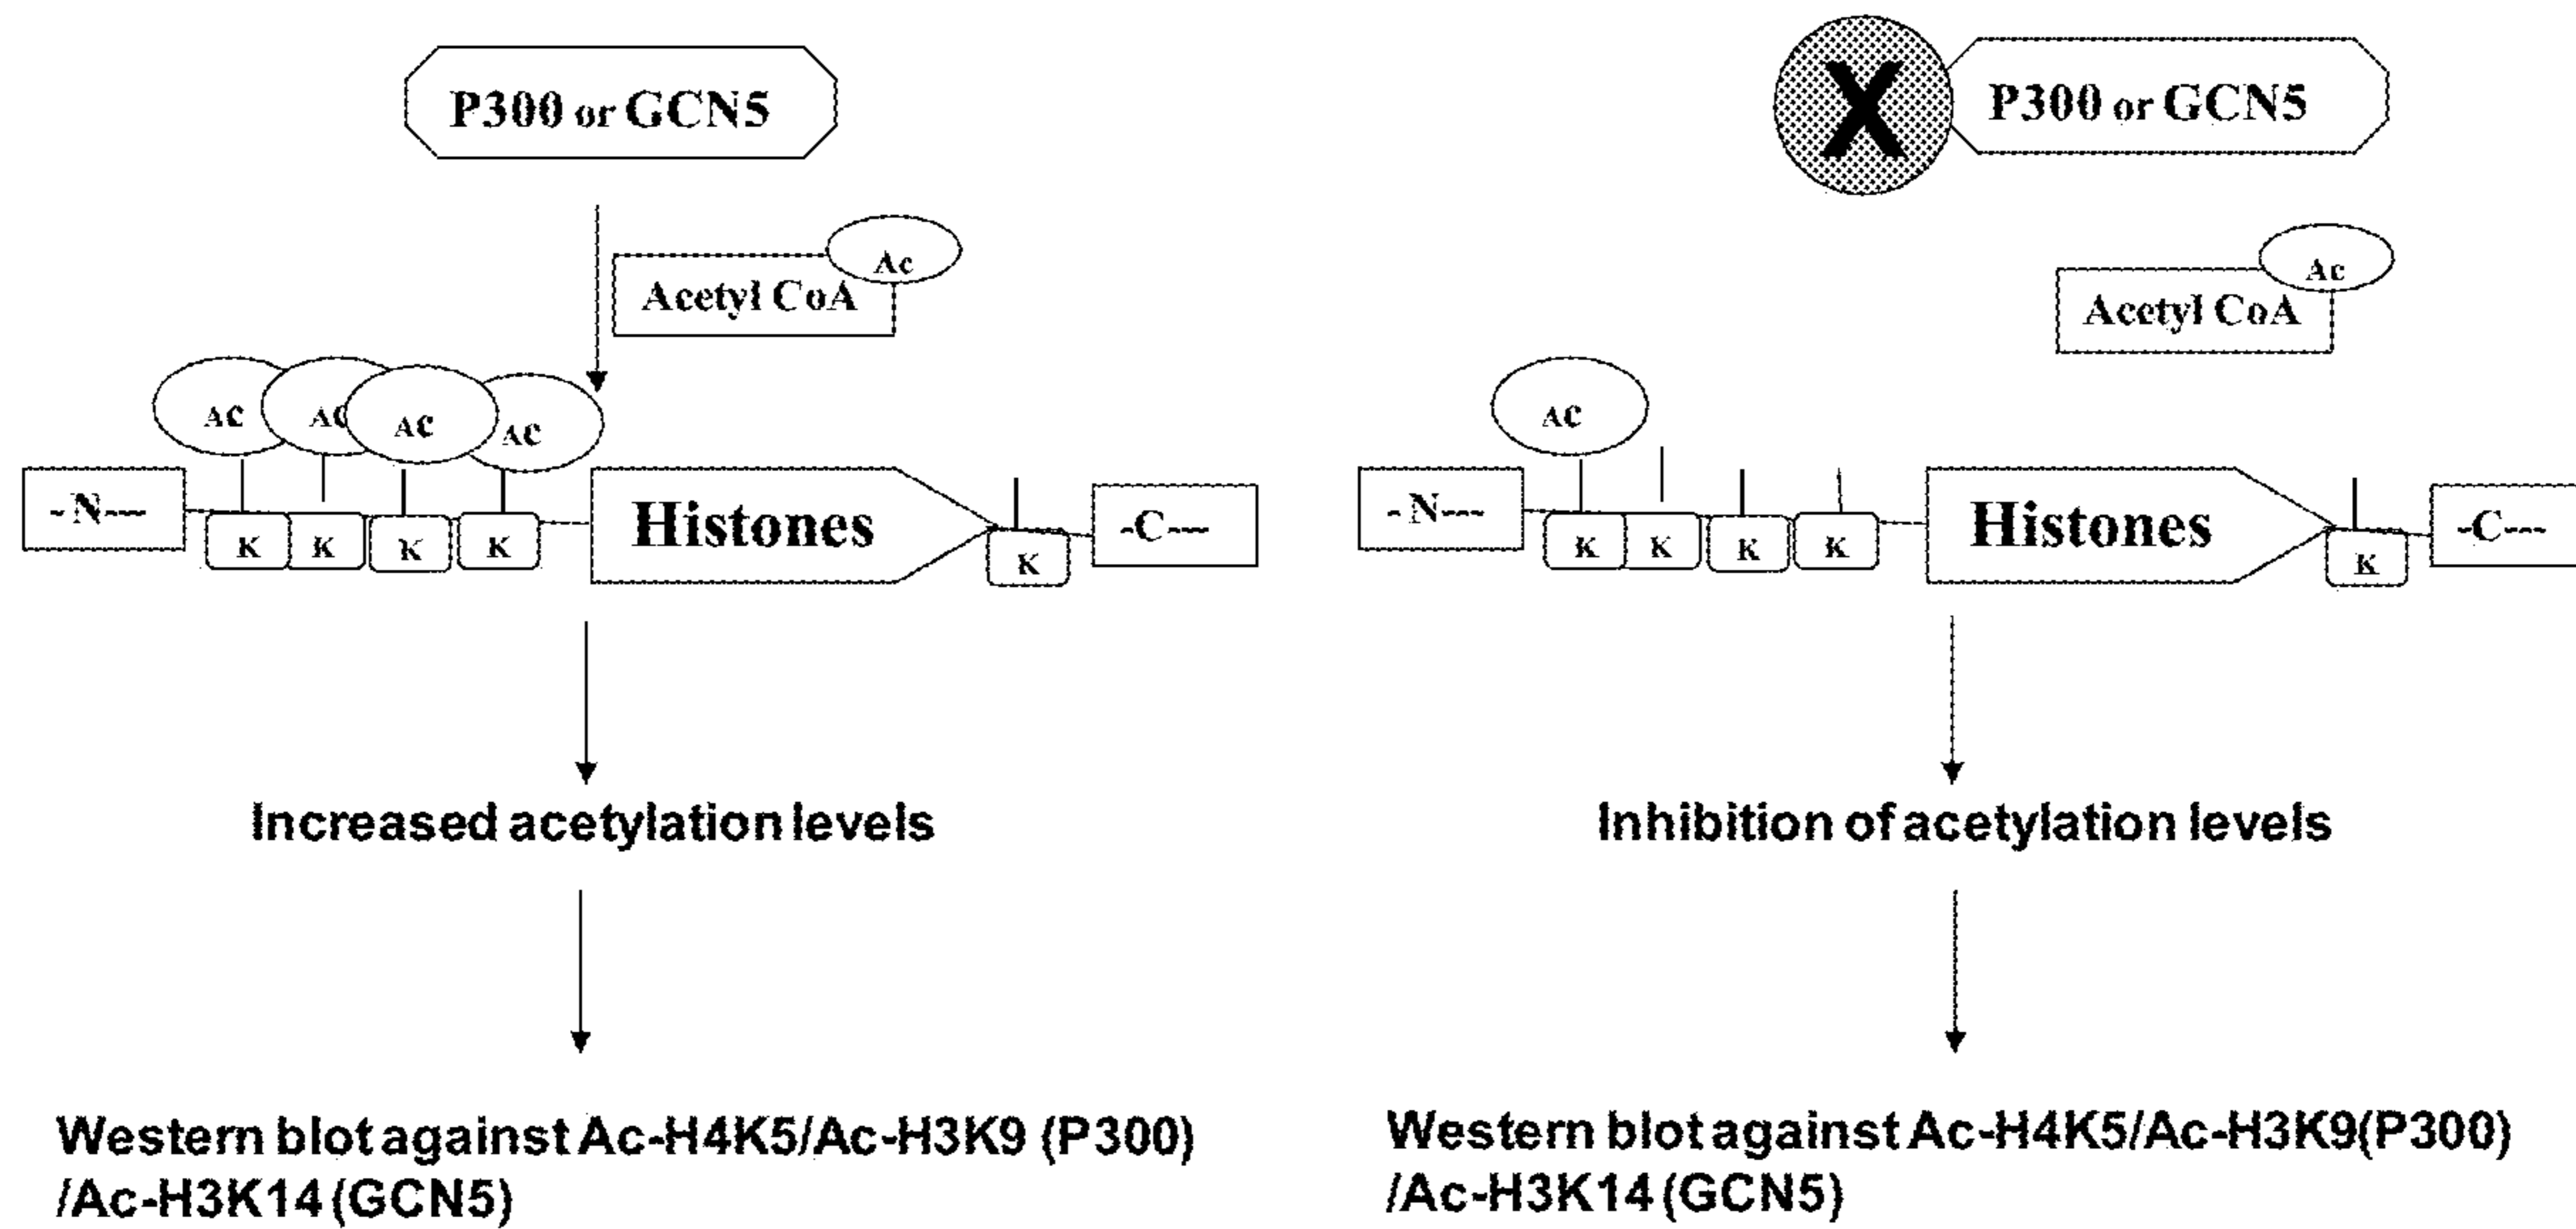 P300 or GCN5
Ac
Acetyl CoA
AC
AC
AC
AC
-N---
K
K
K
K
Histones
K
-C---
Increased acetylation levels
Western blot against Ac-H4K5/Ac-H3K9 (P300)
/Ac-H3K14 (GCN5)
X
P300 or GCN5
Ac
Acetyl CoA
AC
-N---
K
K
K
K
Histones
K
-C---
Inhibition of acetylation levels
Western blot against Ac-H4K5/Ac-H3K9(P300)
/Ac-H3K14 (GCN5)